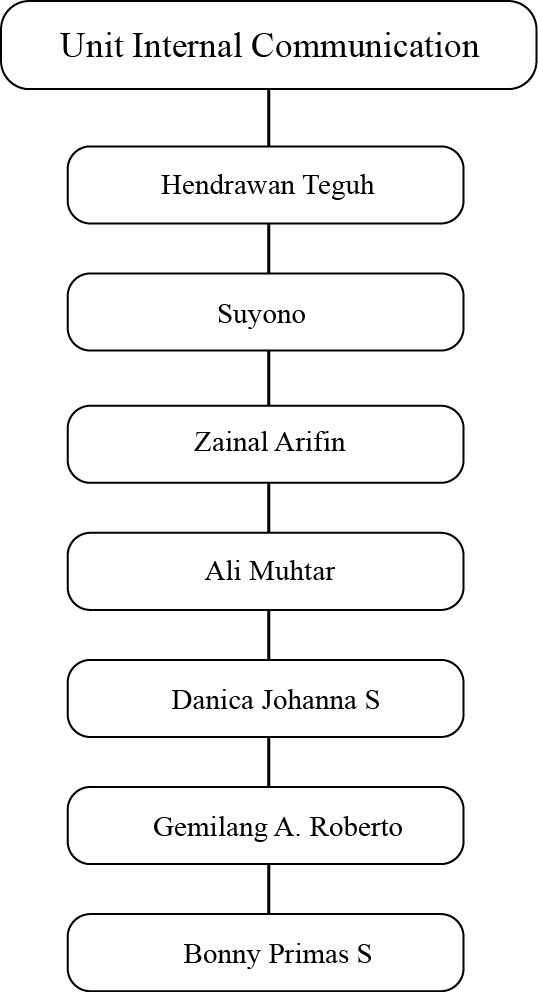 Unit Internal Communication
Hendrawan Teguh
Suyono
Zainal Arifin
Ali Muhtar
Danica Johanna S
Gemilang A. Roberto
Bonny Primas S